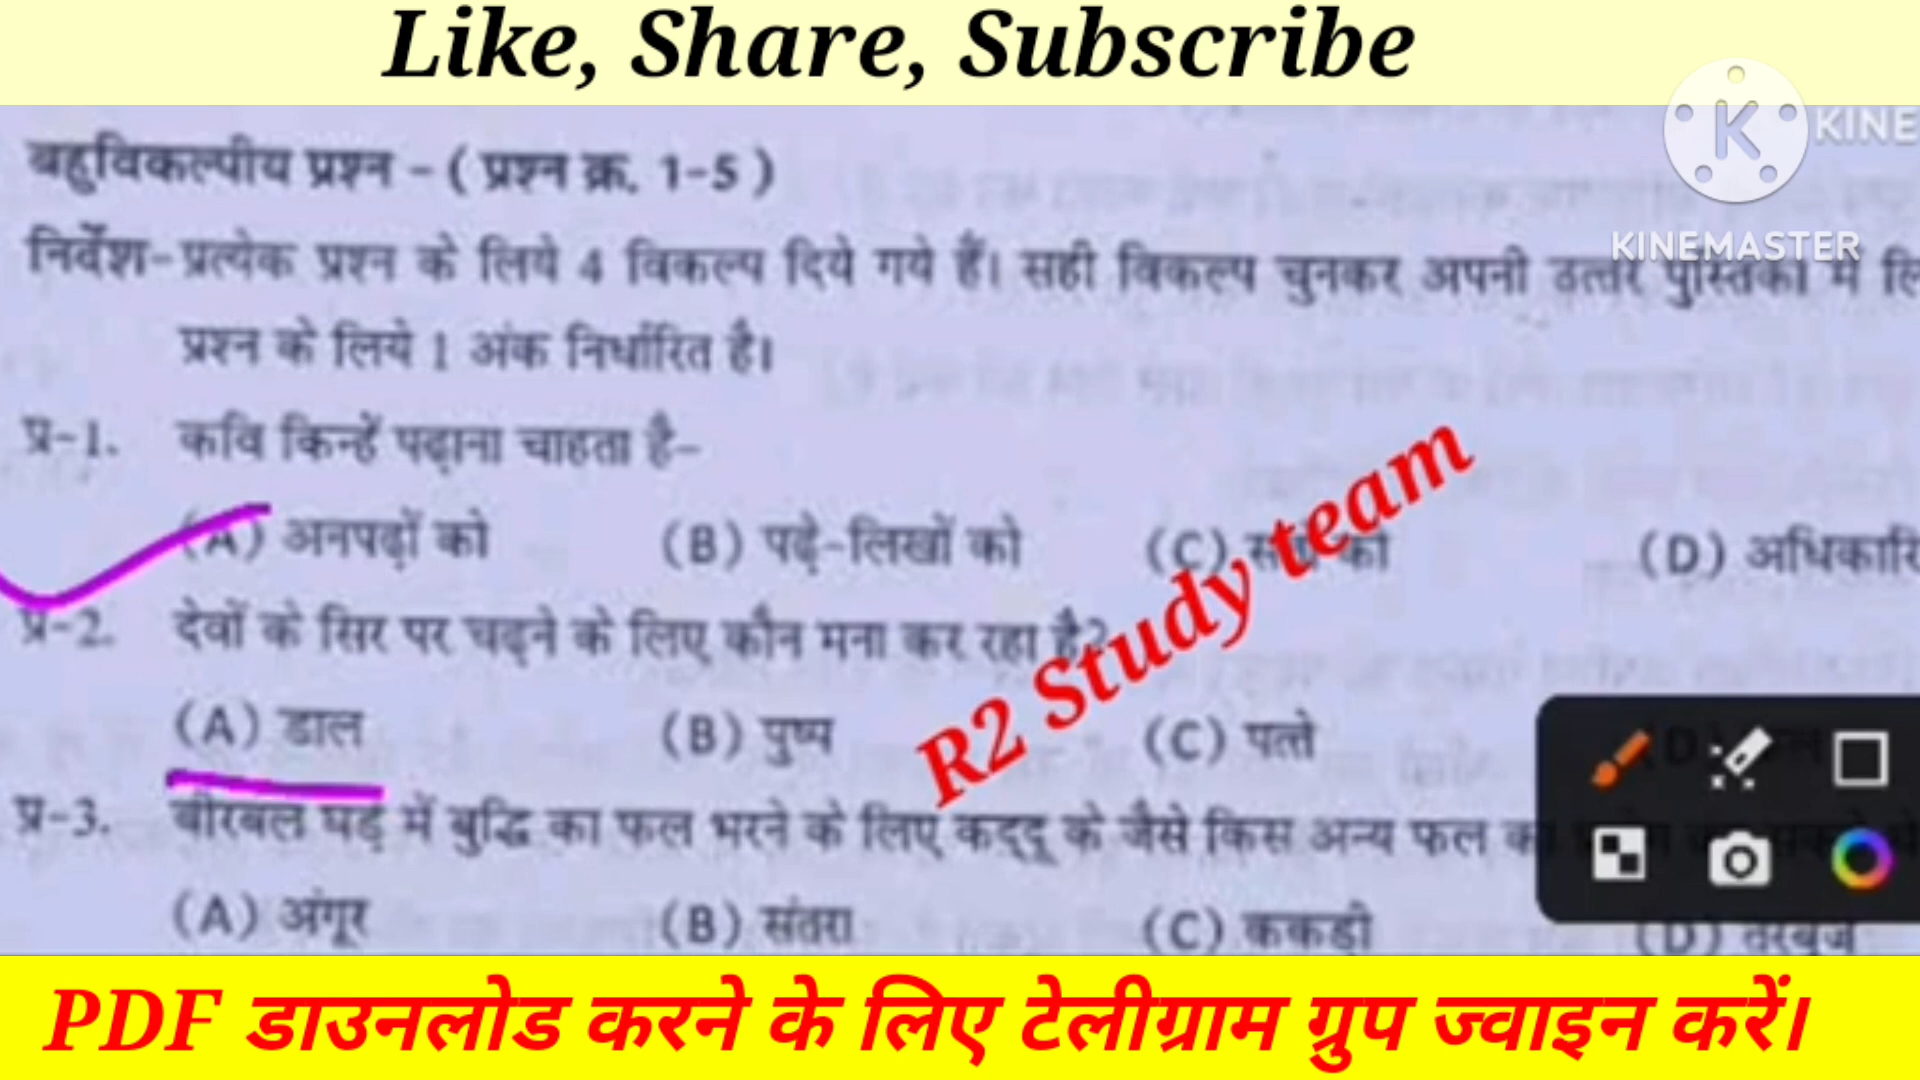 Like, Share, Subscribe
KINE
KINEMASTER
बहुविकल्पीय प्रश्न - ( प्रश्न क्र. 1-5 )
निर्देश-प्रत्येक प्रश्न के लिये 4 विकल्प दिये गये हैं। सही विकल्प चुनकर अपनी उत्तर पुस्तिका में
प्रश्न के लिये 1 अंक निर्धारित है।
प्र-1. कवि किन्हें पढ़ाना चाहता है-
(A) अनपढ़ों को (B) पढ़े-लिखों को (C) को (D)
प्र-2. देवों के सिर पर चढ़ने के लिए कौन मना कर रहा है?
(A) डाल (B) पुष्प (C) पत्ते
प्र-3. बीरबल घड़े में बुद्धि का फल भरने के लिए कद्दू के जैसे किस अन्य फल
(A) अंगूर (B) संतरा (C) ककड़ी (D) तरबूज
R2 Study team
PDF डाउनलोड करने के लिए टेलीग्राम ग्रुप ज्वाइन करें।